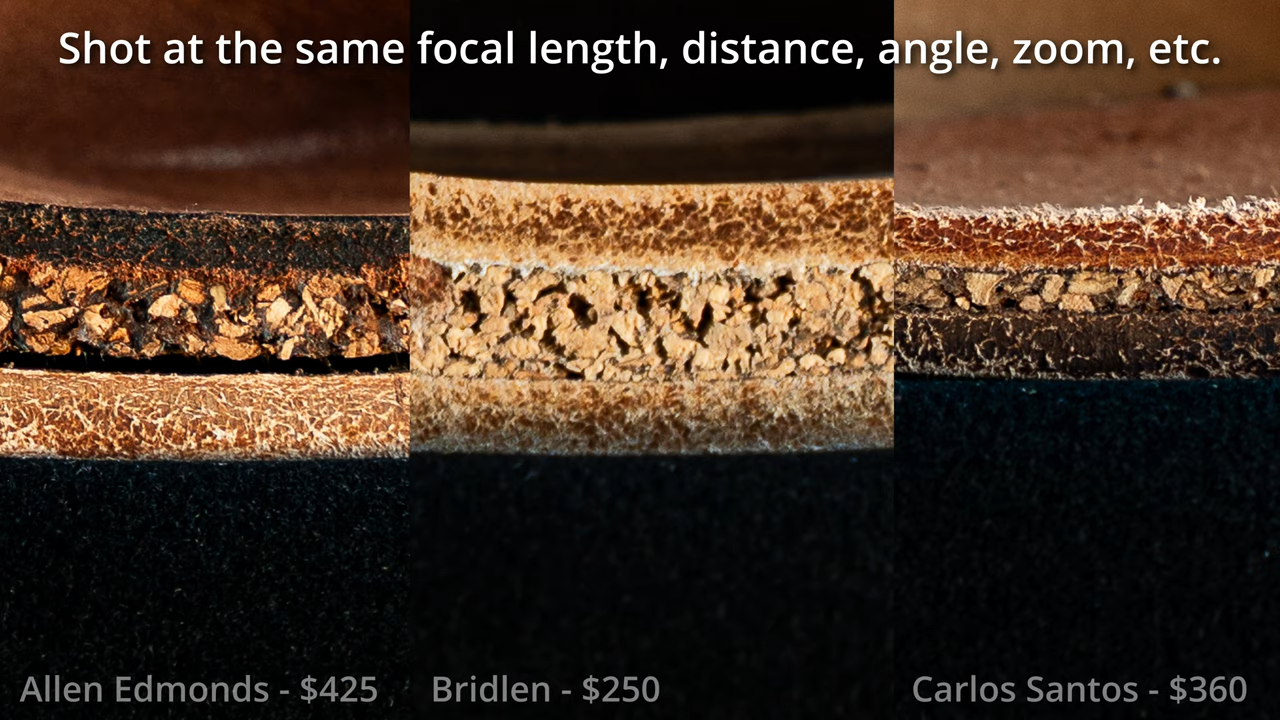 Shot at the same focal length, distance, angle, zoom, etc.
Allen Edmonds - $425
Bridlen - $250
Carlos Santos - $360